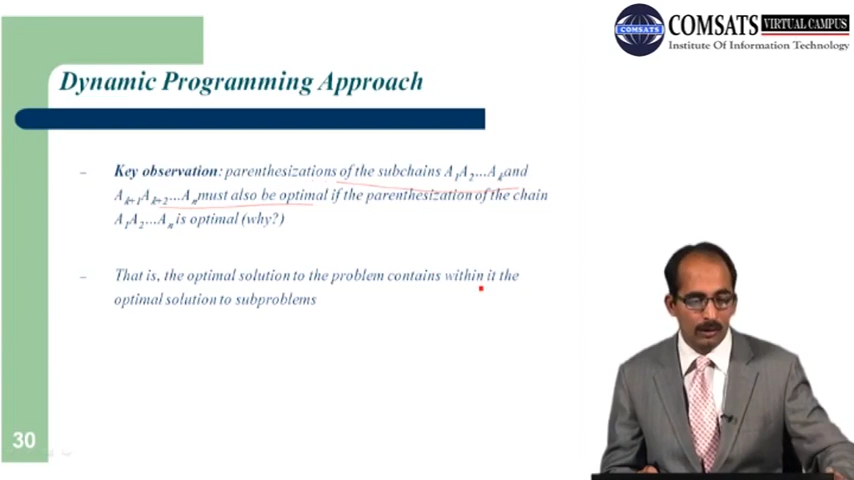 COMSATS VIRTUAL CAMPUS
COMSATS
Institute Of Information Technology
Dynamic Programming Approach
– Key observation: parenthesizations of the subchains A1A2...Ak and
Ak+1Ak+2...An must also be optimal if the parenthesization of the chain
A1A2...An is optimal (why?)
– That is, the optimal solution to the problem contains within it the
optimal solution to subproblems
30